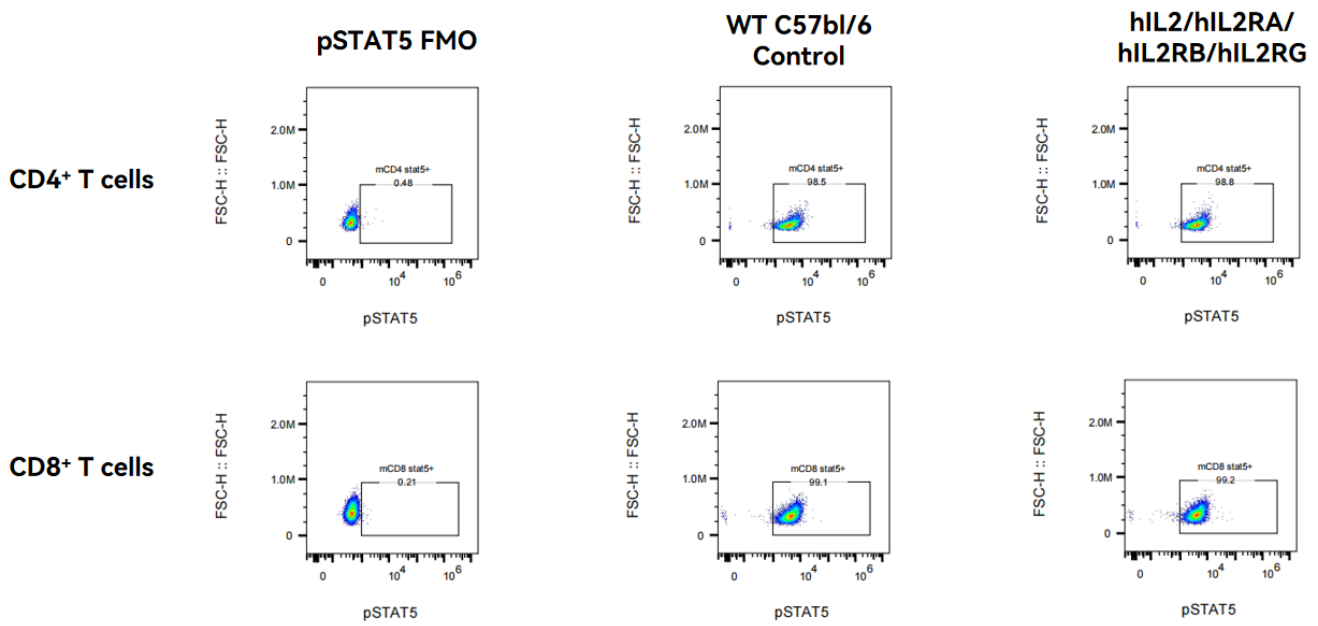 pSTAT5 FMO
WT C57bl/6
Control
hIL2/hIL2RA/
hIL2RB/hIL2RG
CD4⁺ T cells
FSC-H :: FSC-H
2.0M
1.0M
0
mCD4 stat5+
0.48
0
10⁴
10⁶
pSTAT5
FSC-H :: FSC-H
2.0M
1.0M
0
mCD4 stat5+
98.5
0
10⁴
10⁶
pSTAT5
FSC-H :: FSC-H
2.0M
1.0M
0
mCD4 stat5+
98.8
0
10⁴
10⁶
pSTAT5
CD8⁺ T cells
FSC-H :: FSC-H
2.0M
1.0M
0
mCD8 stat5+
0.21
0
10⁴
10⁶
pSTAT5
FSC-H :: FSC-H
2.0M
1.0M
0
mCD8 stat5+
99.1
0
10⁴
10⁶
pSTAT5
FSC-H :: FSC-H
2.0M
1.0M
0
mCD8 stat5+
99.2
0
10⁴
10⁶
pSTAT5